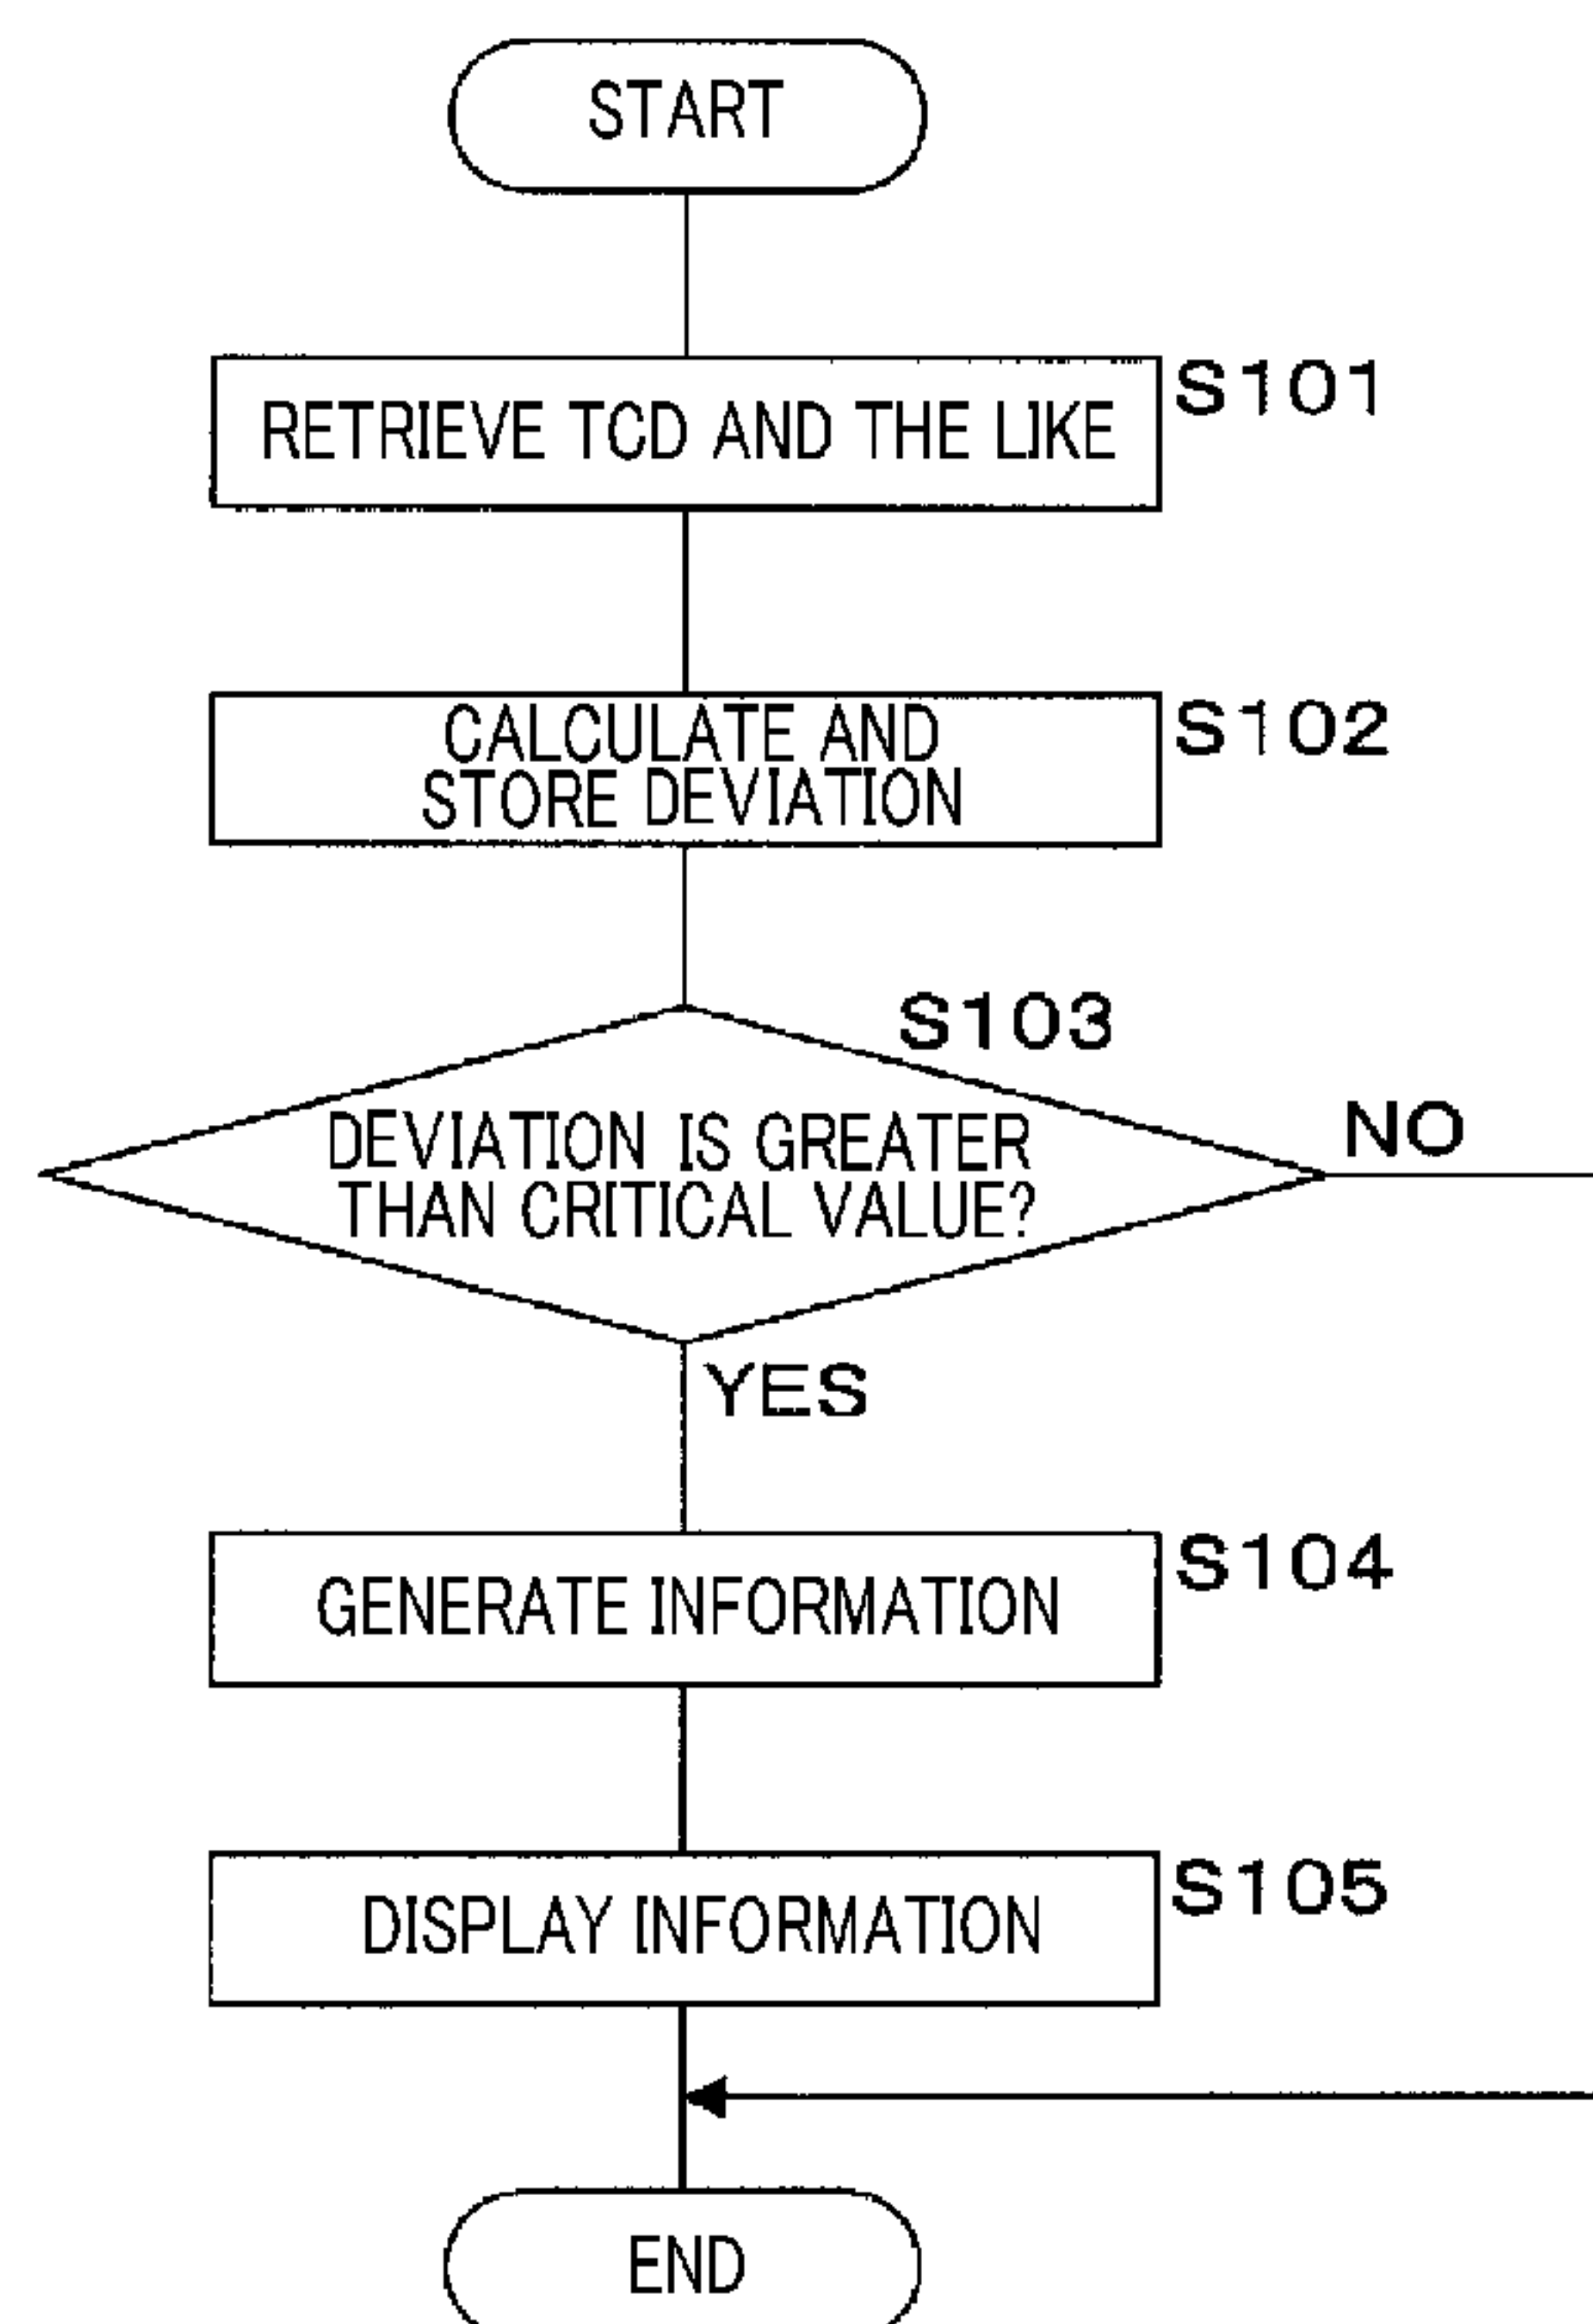 START
RETRIEVE TCD AND THE LIKE
S101
CALCULATE AND
STORE DEVIATION
S102
S103
DEVIATION IS GREATER
THAN CRITICAL VALUE?
NO
YES
GENERATE INFORMATION
S104
DISPLAY INFORMATION
S105
END